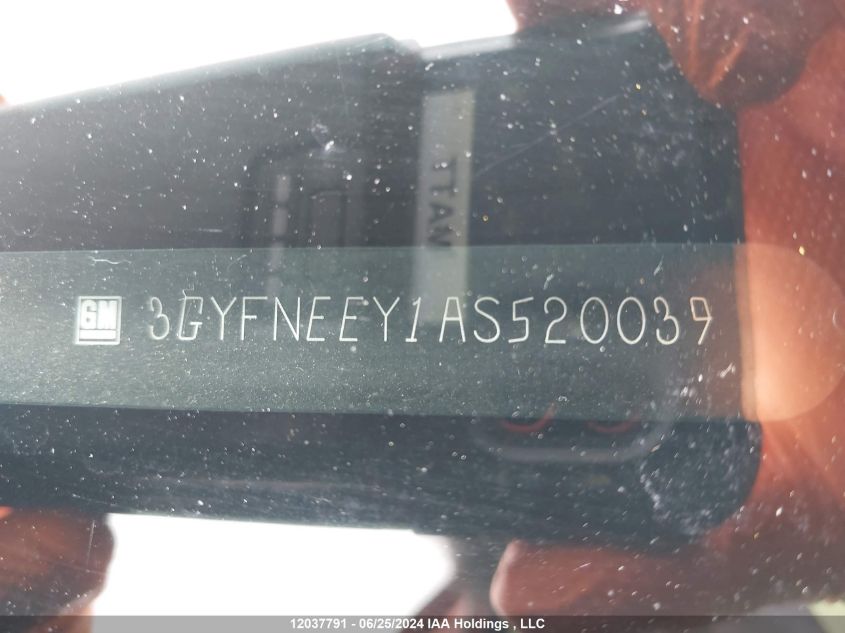 GM 3GYFNEEY1AS520039
12037791 - 06/25/2024 IAA Holdings , LLC